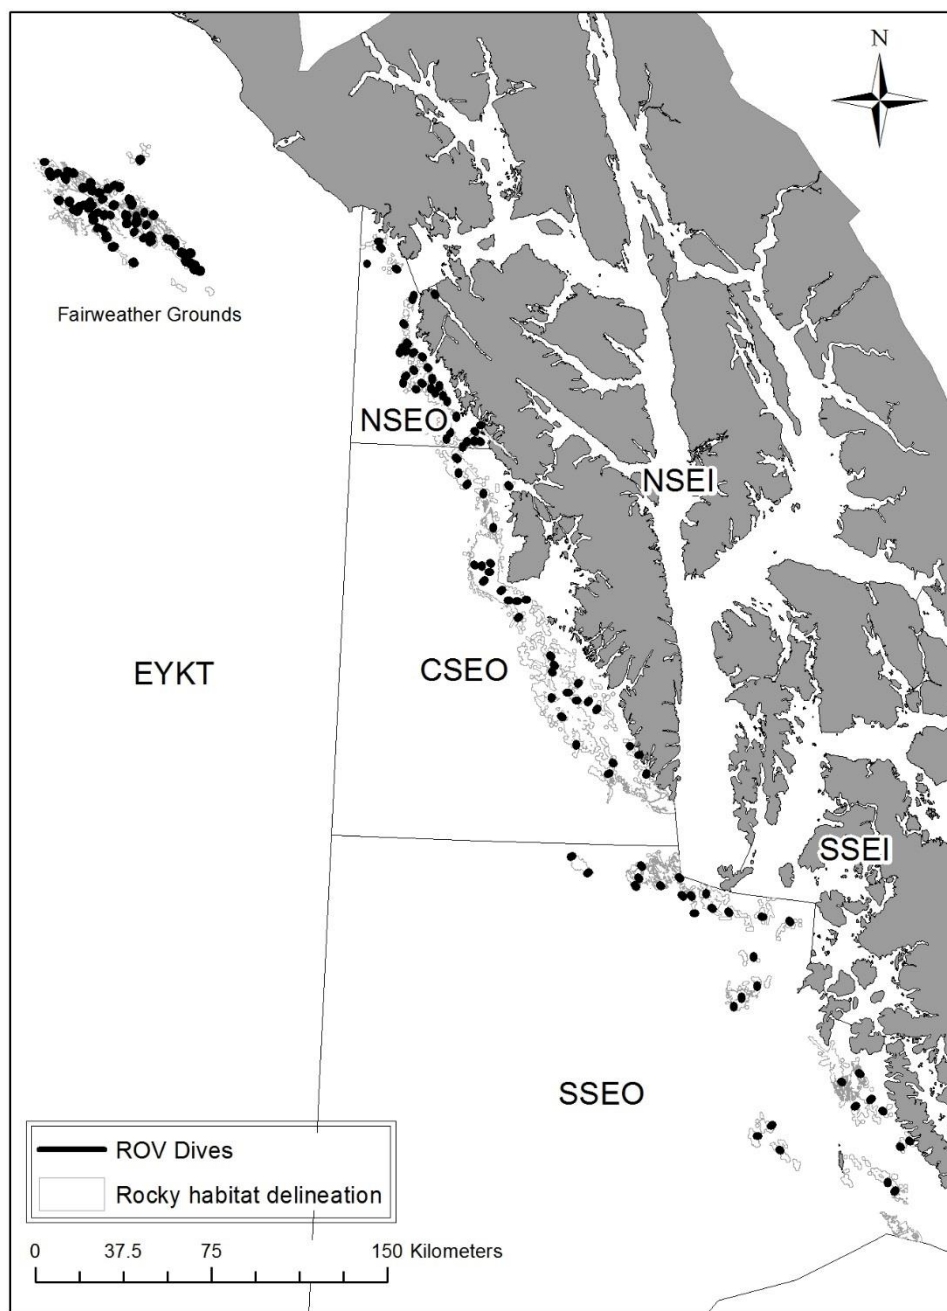 N
Fairweather Grounds
NSEO
NSEI
EYKT
CSEO
SSEI
SSEO
ROV Dives
Rocky habitat delineation
0 37.5 75 150 Kilometers